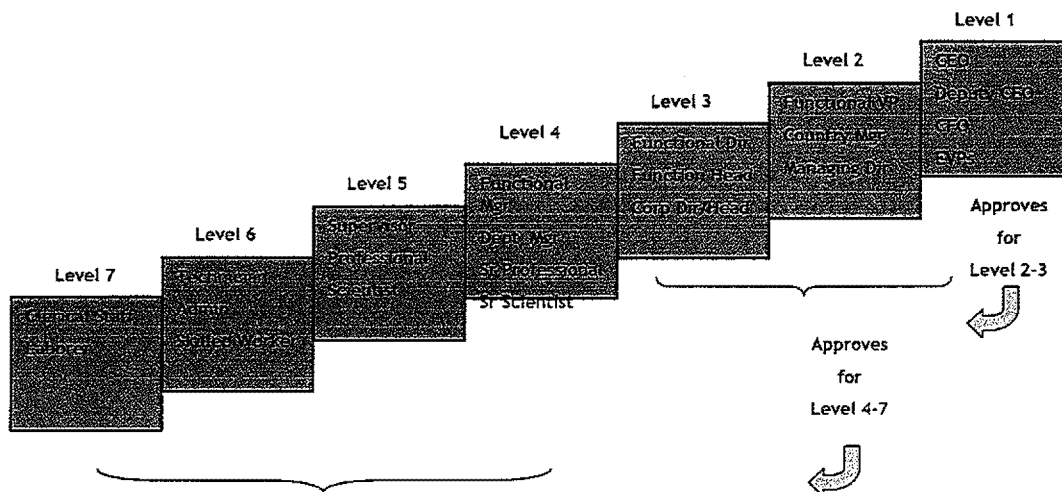 Level 1
CEO
Deputy CEO
CFO
EVPs
Level 2
Functional VP
Country Mgr
Managing Dir
Level 3
Functional Dir
Function Head
Corp Dir/Head
Level 4
Functional
Mgr
Dept Mgr
Sr Professional
Sr Scientist
Level 5
Supervisor
Professional
Scientist
Level 6
Technician
Admin
Skilled Worker
Level 7
Clerical
Laborer
Approves
for
Level 2-3
Approves
for
Level 4-7